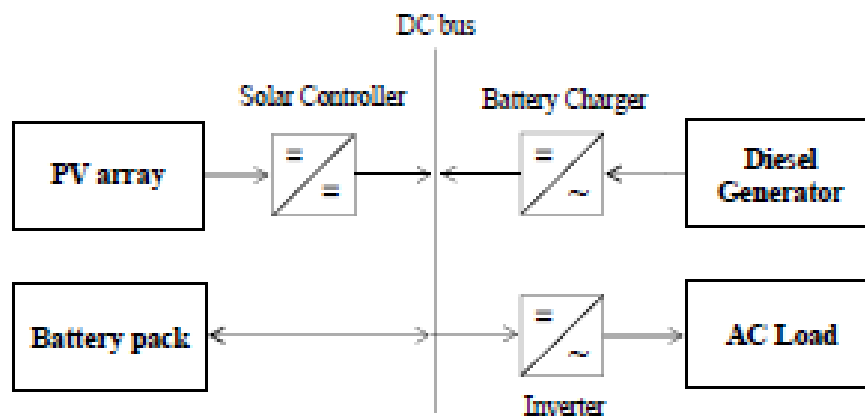 DC bus
Solar Controller
Battery Charger
PV array
=
=
=
~
Diesel
Generator
Battery pack
=
~
AC Load
Inverter